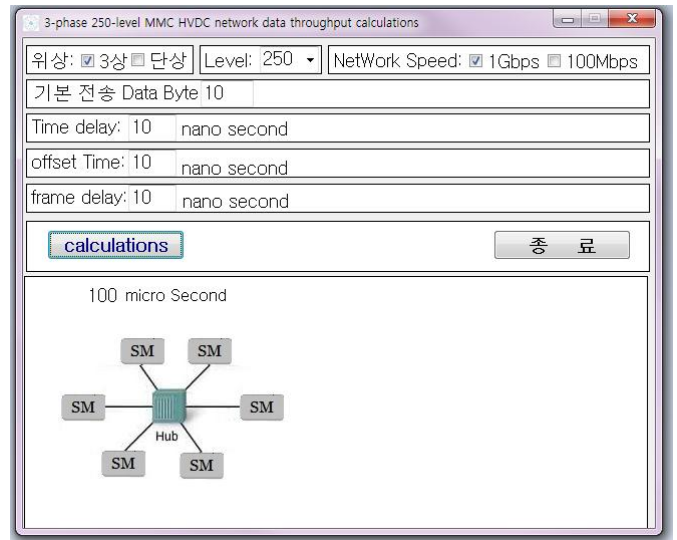 3-phase 250-level MMC HVDC network data throughput calculations
위상: 3상 단상 Level: 250 NetWork Speed: 1Gbps 100Mbps
기본 전송 Data Byte 10
Time delay: 10 nano second
offset Time: 10 nano second
frame delay: 10 nano second
calculations 종 료
100 micro Second
SM SM
SM SM
Hub
SM SM